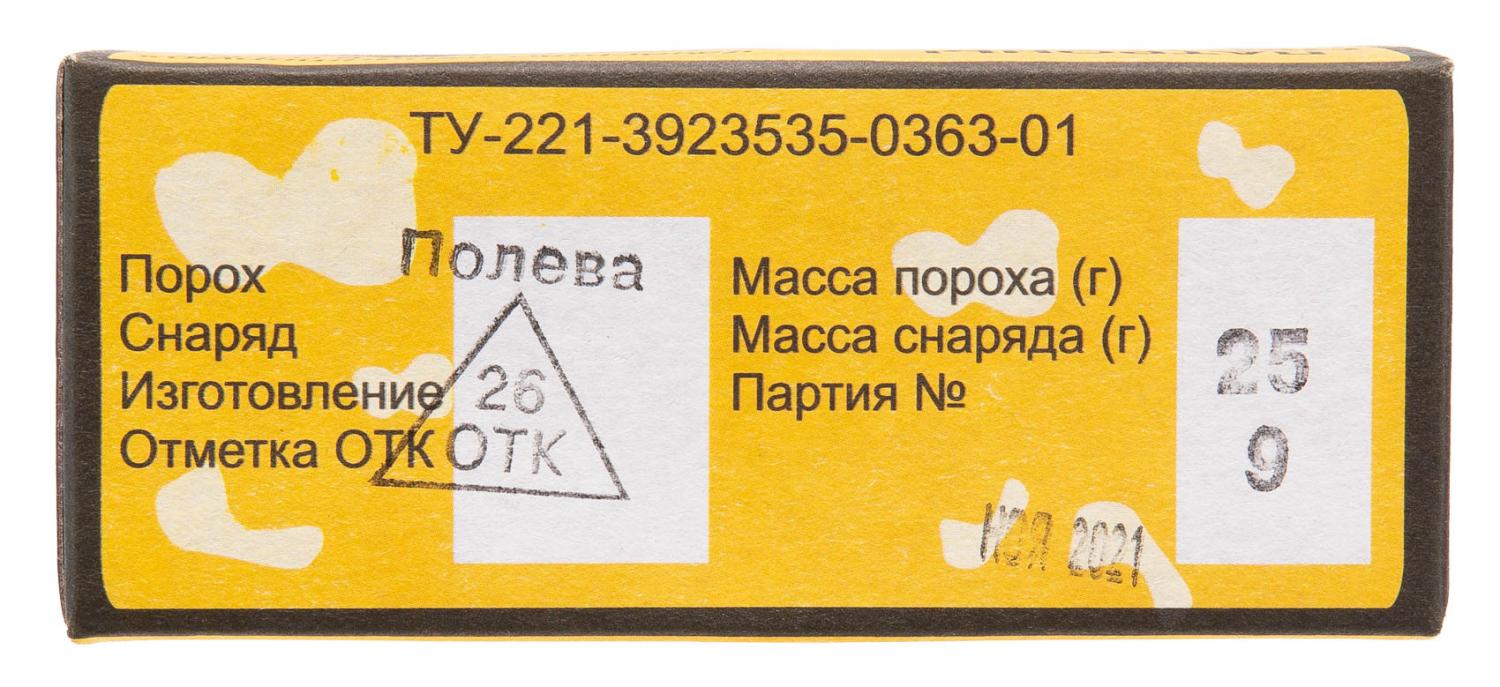 ТУ-221-3923535-0363-01
Полева
Порох
Снаряд
Изготовление
Отметка ОТК
26
ОТК
Масса пороха (г)
Масса снаряда (г)
Партия №
25
9
2021